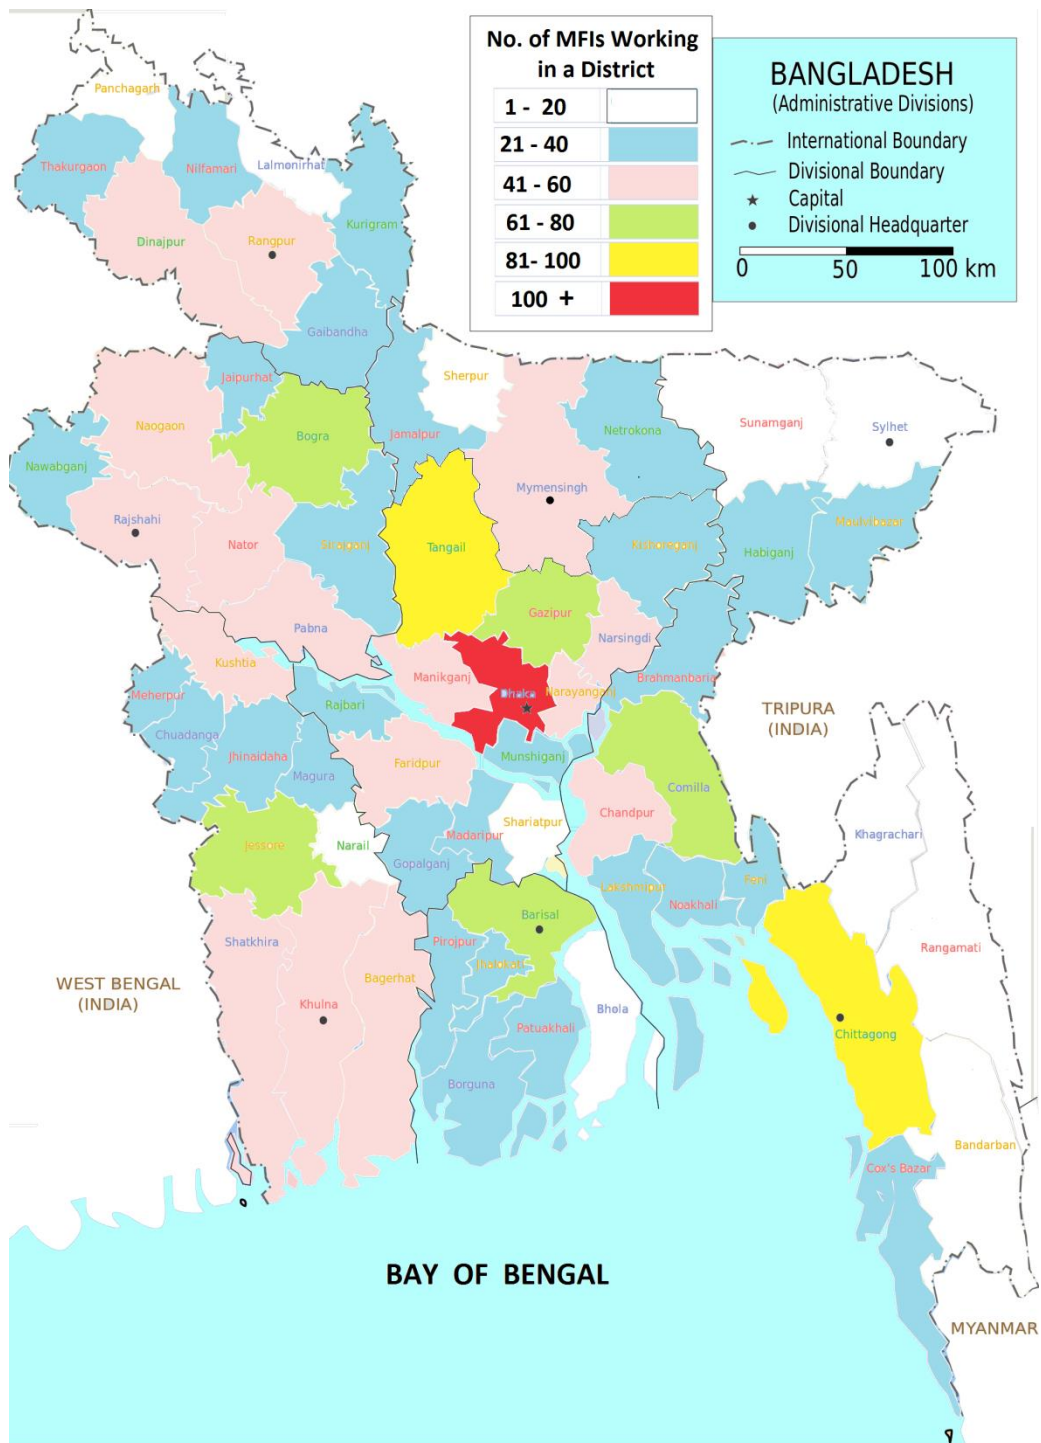 No. of MFIs Working
in a District
1 - 20
21 - 40
41 - 60
61 - 80
81- 100
100 +
BANGLADESH
(Administrative Divisions)
International Boundary
Divisional Boundary
Capital
Divisional Headquarter
0 50 100 km
Panchagarh
Thakurgaon
Nilfamari
Lalmonirhat
Kurigram
Dinajpur
Rangpur
Gaibandha
Jaipurhat
Sherpur
Naogaon
Bogra
Jamalpur
Netrokona
Sunamganj
Sylhet
Nawabganj
Mymensingh
Rajshahi
Nator
Sirajganj
Tangail
Kishoreganj
Habiganj
Maulvibazar
Gazipur
Pabna
Narsingdi
Kushtia
Manikganj
Dhaka
Narayanganj
Brahmanbaria
Meherpur
Rajbari
TRIPURA
(INDIA)
Chuadanga
Jhinaidaha
Magura
Faridpur
Munshiganj
Comilla
Chandpur
Shariatpur
Madaripur
Khagrachari
Jessore
Narail
Gopalganj
Lakshmipur
Noakhali
Feni
Barisal
Shatkhira
Pirojpur
Jhalokati
Rangamati
WEST BENGAL
(INDIA)
Khulna
Bagerhat
Bhola
Patuakhali
Chittagong
Borguna
Bandarban
Cox's Bazar
BAY OF BENGAL
MYANMAR